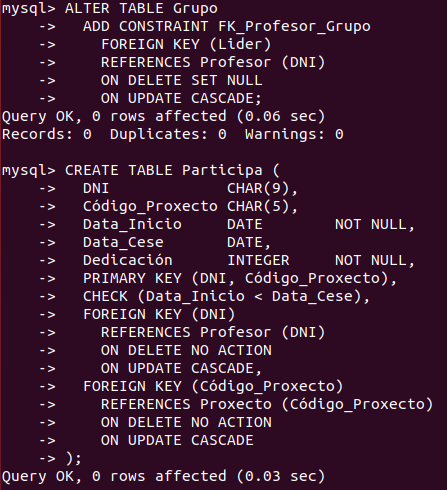 mysql> ALTER TABLE Grupo
    ->   ADD CONSTRAINT FK_Profesor_Grupo
    ->     FOREIGN KEY (Lider)
    ->     REFERENCES Profesor (DNI)
    ->     ON DELETE SET NULL
    ->     ON UPDATE CASCADE;
Query OK, 0 rows affected (0.06 sec)
Records: 0  Duplicates: 0  Warnings: 0

mysql> CREATE TABLE Participa (
    ->   DNI             CHAR(9),
    ->   Código_Proxecto CHAR(5),
    ->   Data_Inicio     DATE        NOT NULL,
    ->   Data_Cese       DATE,
    ->   Dedicación      INTEGER     NOT NULL,
    ->   PRIMARY KEY (DNI, Código_Proxecto),
    ->   CHECK (Data_Inicio < Data_Cese),
    ->   FOREIGN KEY (DNI)
    ->     REFERENCES Profesor (DNI)
    ->     ON DELETE NO ACTION
    ->     ON UPDATE CASCADE,
    ->   FOREIGN KEY (Código_Proxecto)
    ->     REFERENCES Proxecto (Código_Proxecto)
    ->     ON DELETE NO ACTION
    ->     ON UPDATE CASCADE
    -> );
Query OK, 0 rows affected (0.03 sec)